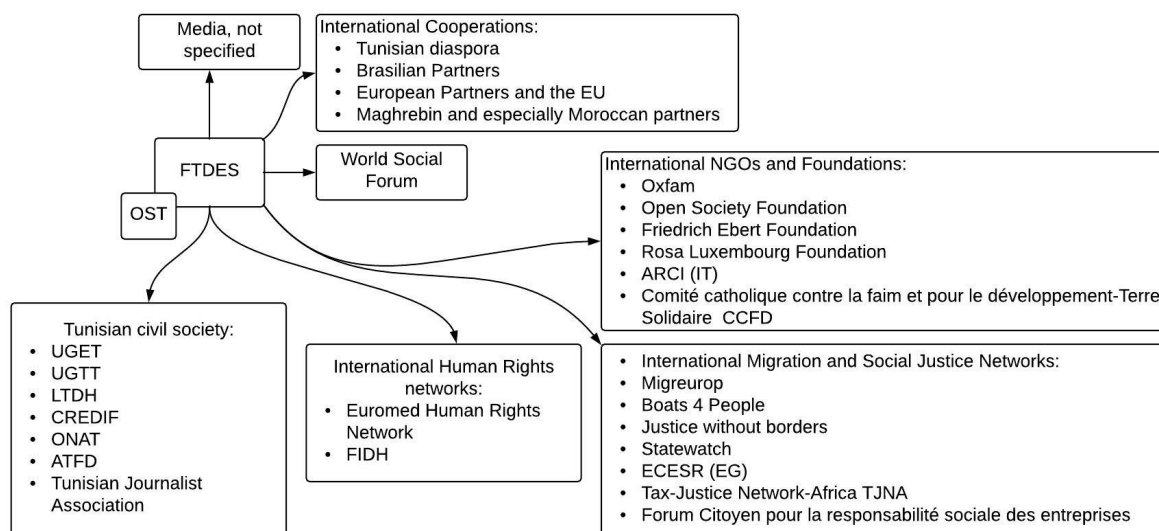 Media, not
specified
International Cooperations:
• Tunisian diaspora
• Brasilian Partners
• European Partners and the EU
• Maghrebin and especially Moroccan partners
FTDES
OST
World Social
Forum
International NGOs and Foundations:
• Oxfam
• Open Society Foundation
• Friedrich Ebert Foundation
• Rosa Luxembourg Foundation
• ARCI (IT)
• Comité catholique contre la faim et pour le développement-Terre
Solidaire CCFD
Tunisian civil society:
• UGET
• UGTT
• LTDH
• CREDIF
• ONAT
• ATFD
• Tunisian Journalist
Association
International Human Rights
networks:
• Euromed Human Rights
Network
• FIDH
• International Migration and Social Justice Networks:
• Migreurop
• Boats 4 People
• Justice without borders
• Statewatch
• ECESR (EG)
• Tax-Justice Network-Africa TJNA
• Forum Citoyen pour la responsabilité sociale des entreprises